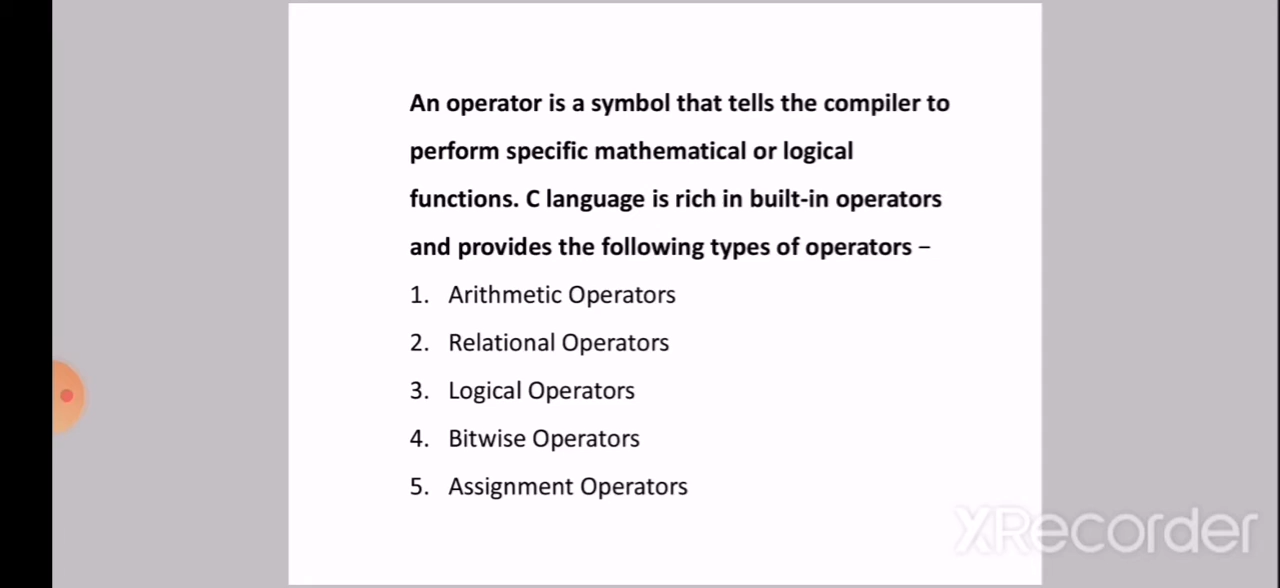 An operator is a symbol that tells the compiler to
perform specific mathematical or logical
functions. C language is rich in built-in operators
and provides the following types of operators −
1. Arithmetic Operators
2. Relational Operators
3. Logical Operators
4. Bitwise Operators
5. Assignment Operators
XRecorder